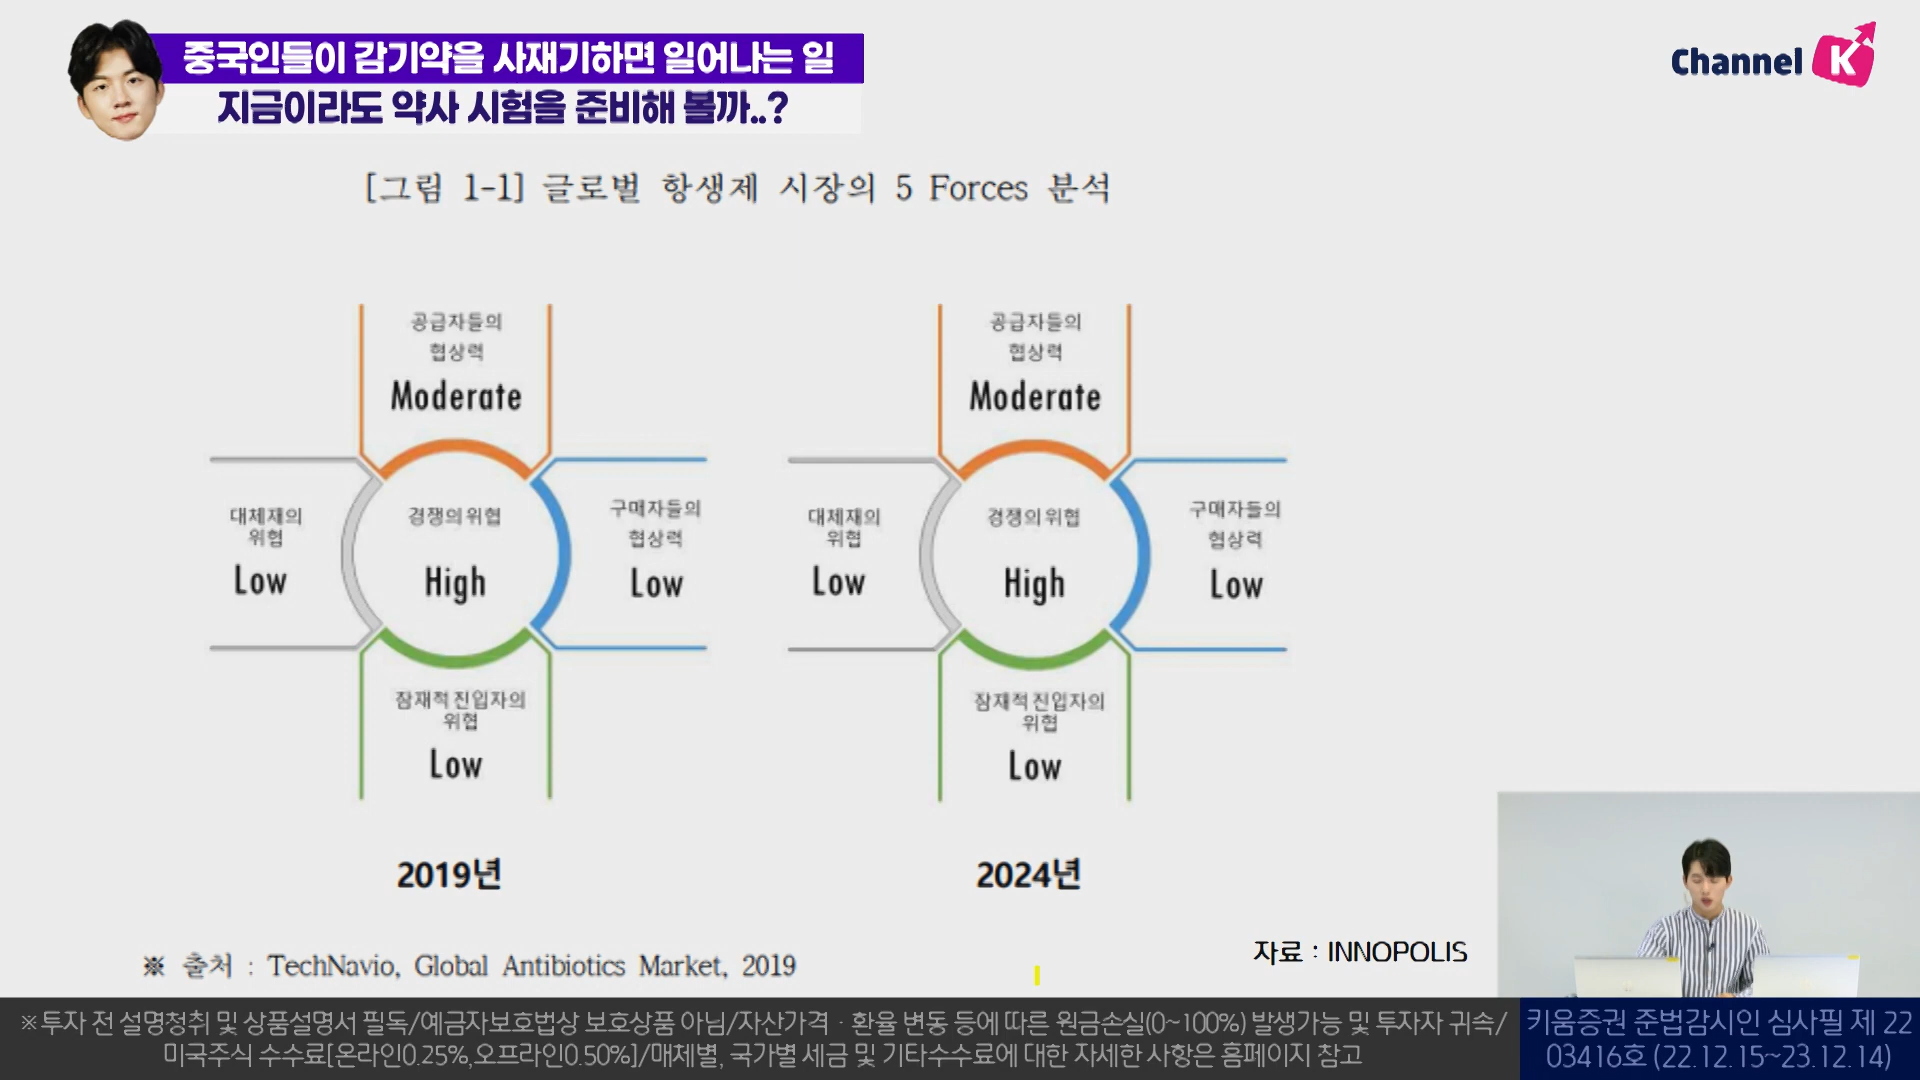 중국인들이 감기약을 사재기하면 일어나는 일
지금이라도 약사 시험을 준비해 볼까..?
Channel K
[그림 1-1] 글로벌 항생제 시장의 5 Forces 분석
공급자들의
협상력
Moderate
대체재의
위협
Low
경쟁의 위협
High
구매자들의
협상력
Low
잠재적 진입자의
위협
Low
2019년
공급자들의
협상력
Moderate
대체재의
위협
Low
경쟁의 위협
High
구매자들의
협상력
Low
잠재적 진입자의
위협
Low
2024년
※ 출처 : TechNavio, Global Antibiotics Market, 2019
자료 : INNOPOLIS
※투자 전 설명청취 및 상품설명서 필독/예금자보호법상 보호상품 아님/자산가격 · 환율 변동 등에 따른 원금손실(0~100%) 발생가능 및 투자자 귀속/
미국주식 수수료[온라인0.25%,오프라인0.50%]/매체별, 국가별 세금 및 기타수수료에 대한 자세한 사항은 홈페이지 참고
키움증권 준법감시인 심사필 제 22
03416호 (22.12.15~23.12.14)